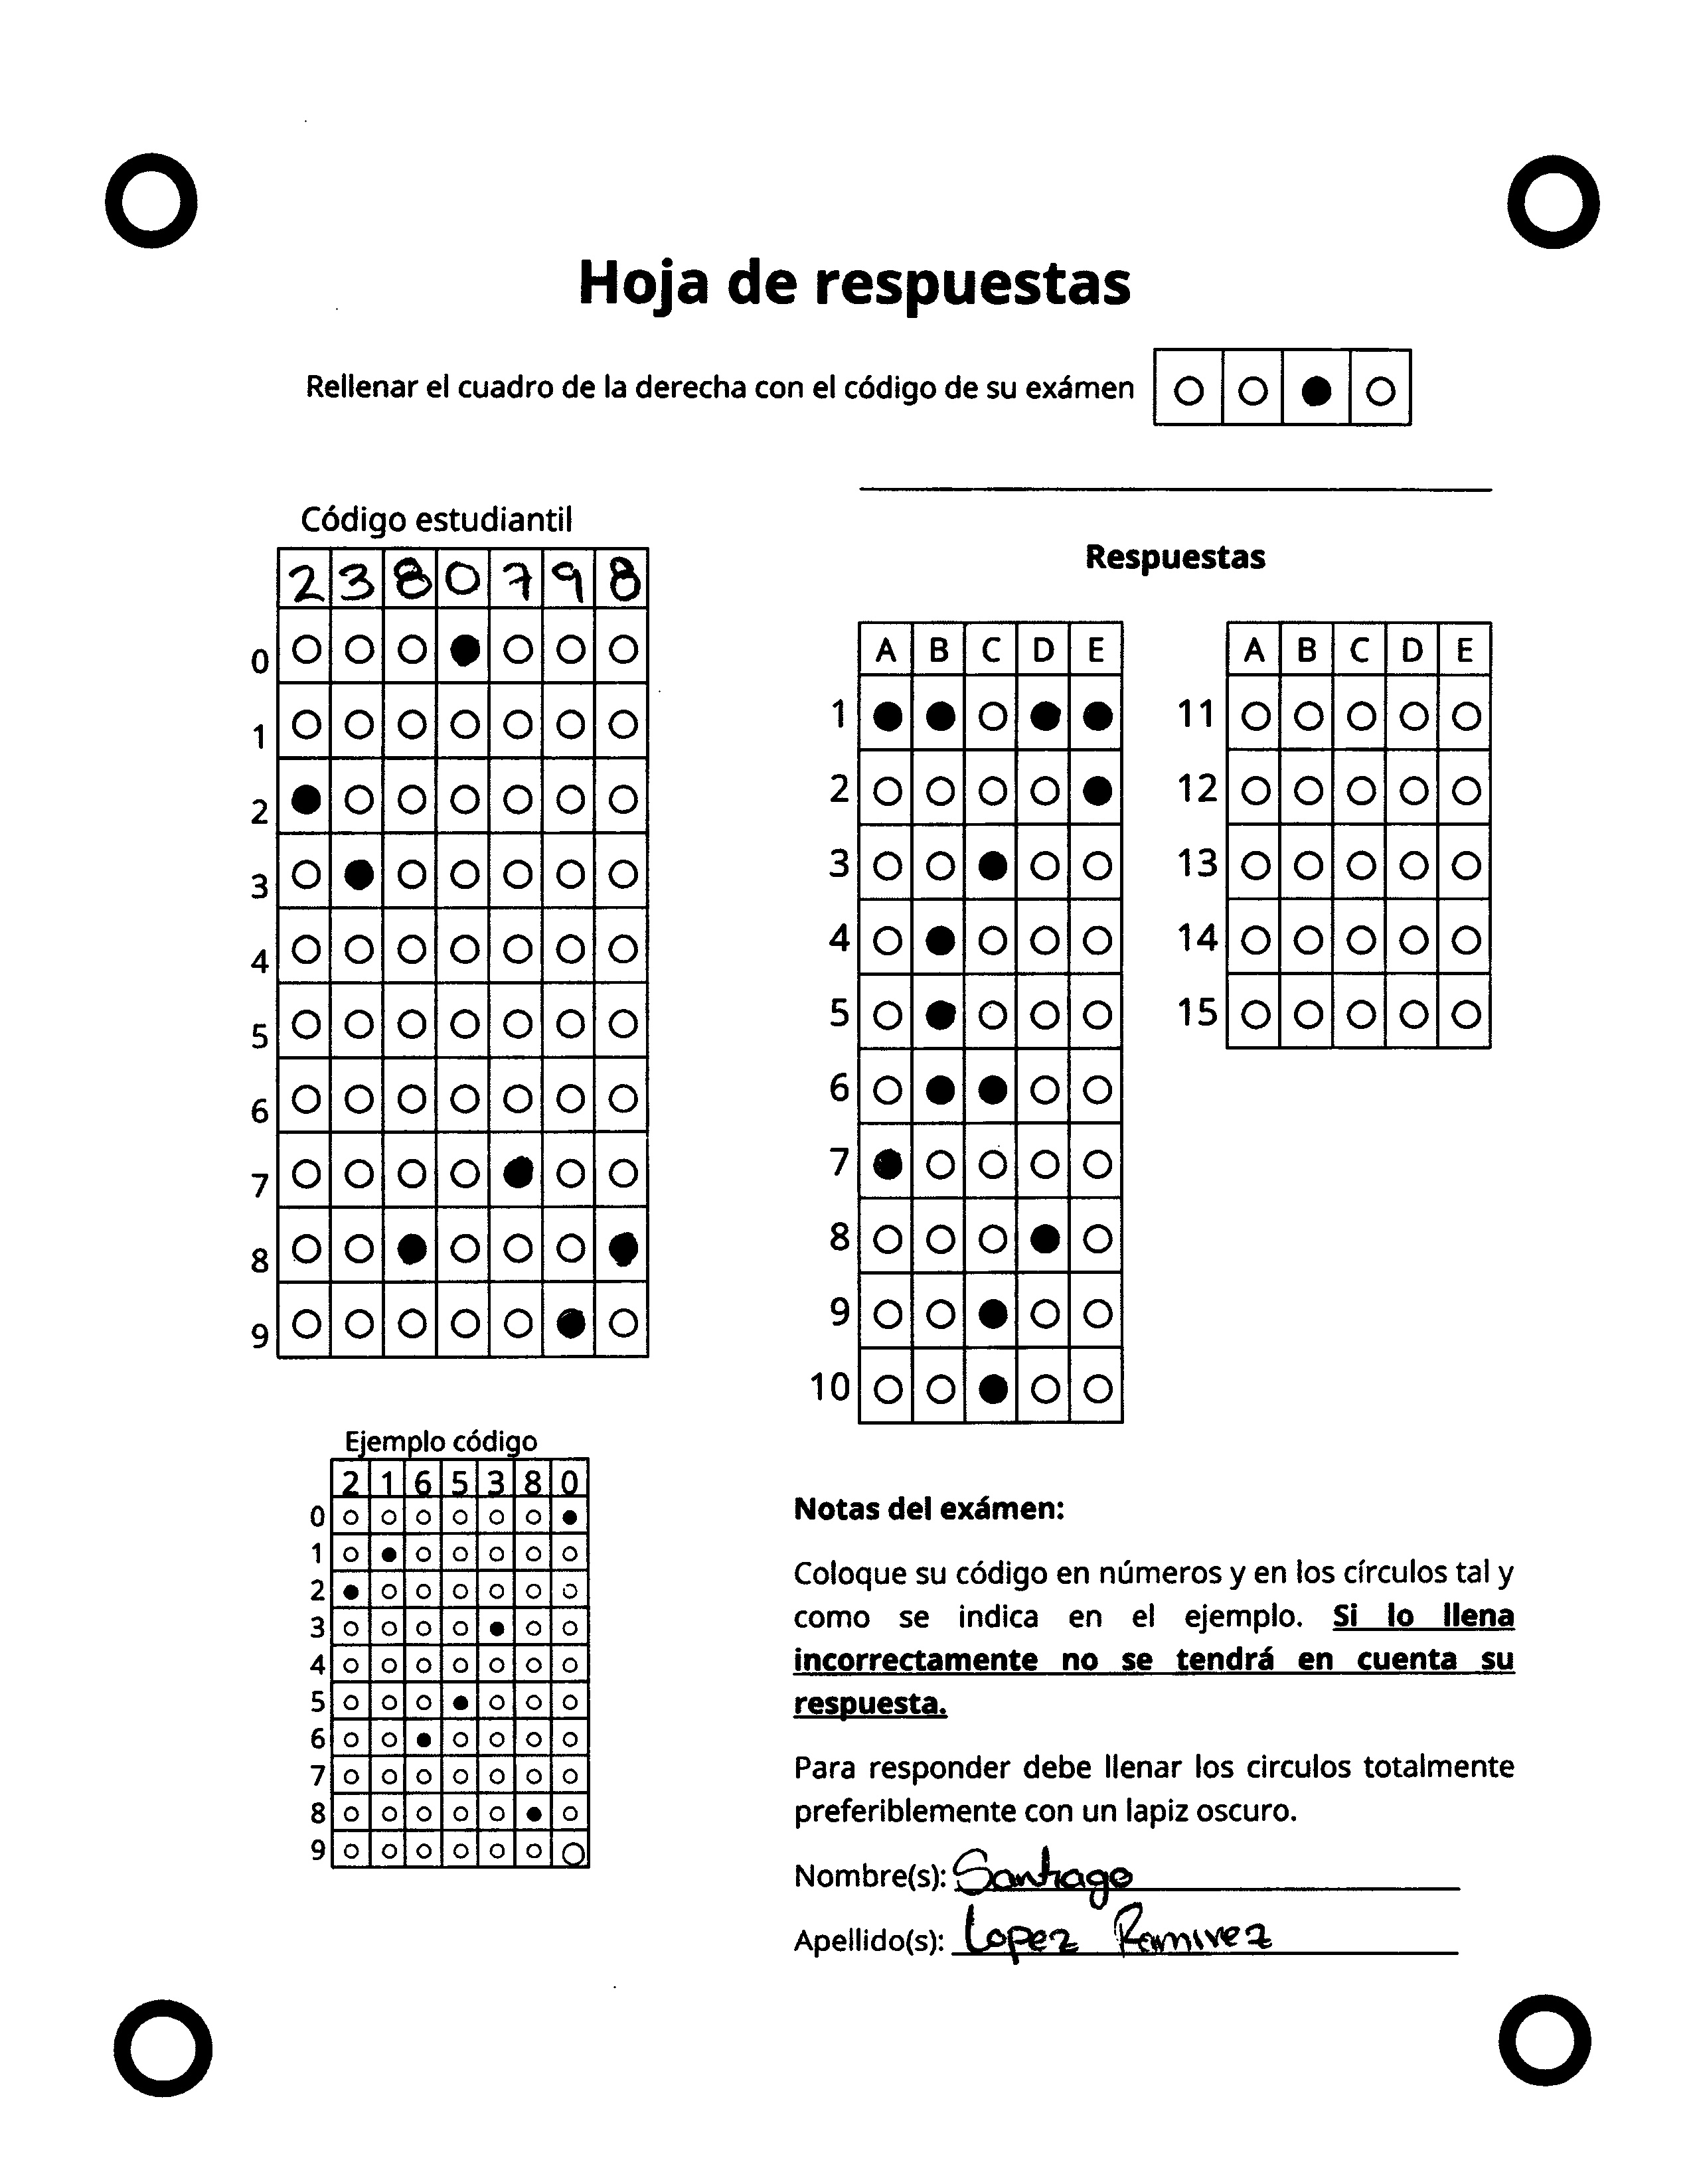 Hoja de respuestas
Rellenar el cuadro de la derecha con el código de su exámen
Código estudiantil
2 3 8 0 7 9 8
0
1
2
3
4
5
6
7
8
9
Respuestas
A B C D E
1
2
3
4
5
6
7
8
9
10
A B C D E
11
12
13
14
15
Ejemplo código
2 1 6 5 3 8 0
0
1
2
3
4
5
6
7
8
9
Notas del exámen:
Coloque su código en números y en los círculos tal y
como se indica en el ejemplo. Si lo llena
incorrectamente no se tendrá en cuenta su
respuesta.
Para responder debe llenar los circulos totalmente
preferiblemente con un lapiz oscuro.
Nombre(s): Santiago
Apellido(s): Lopez Ramirez